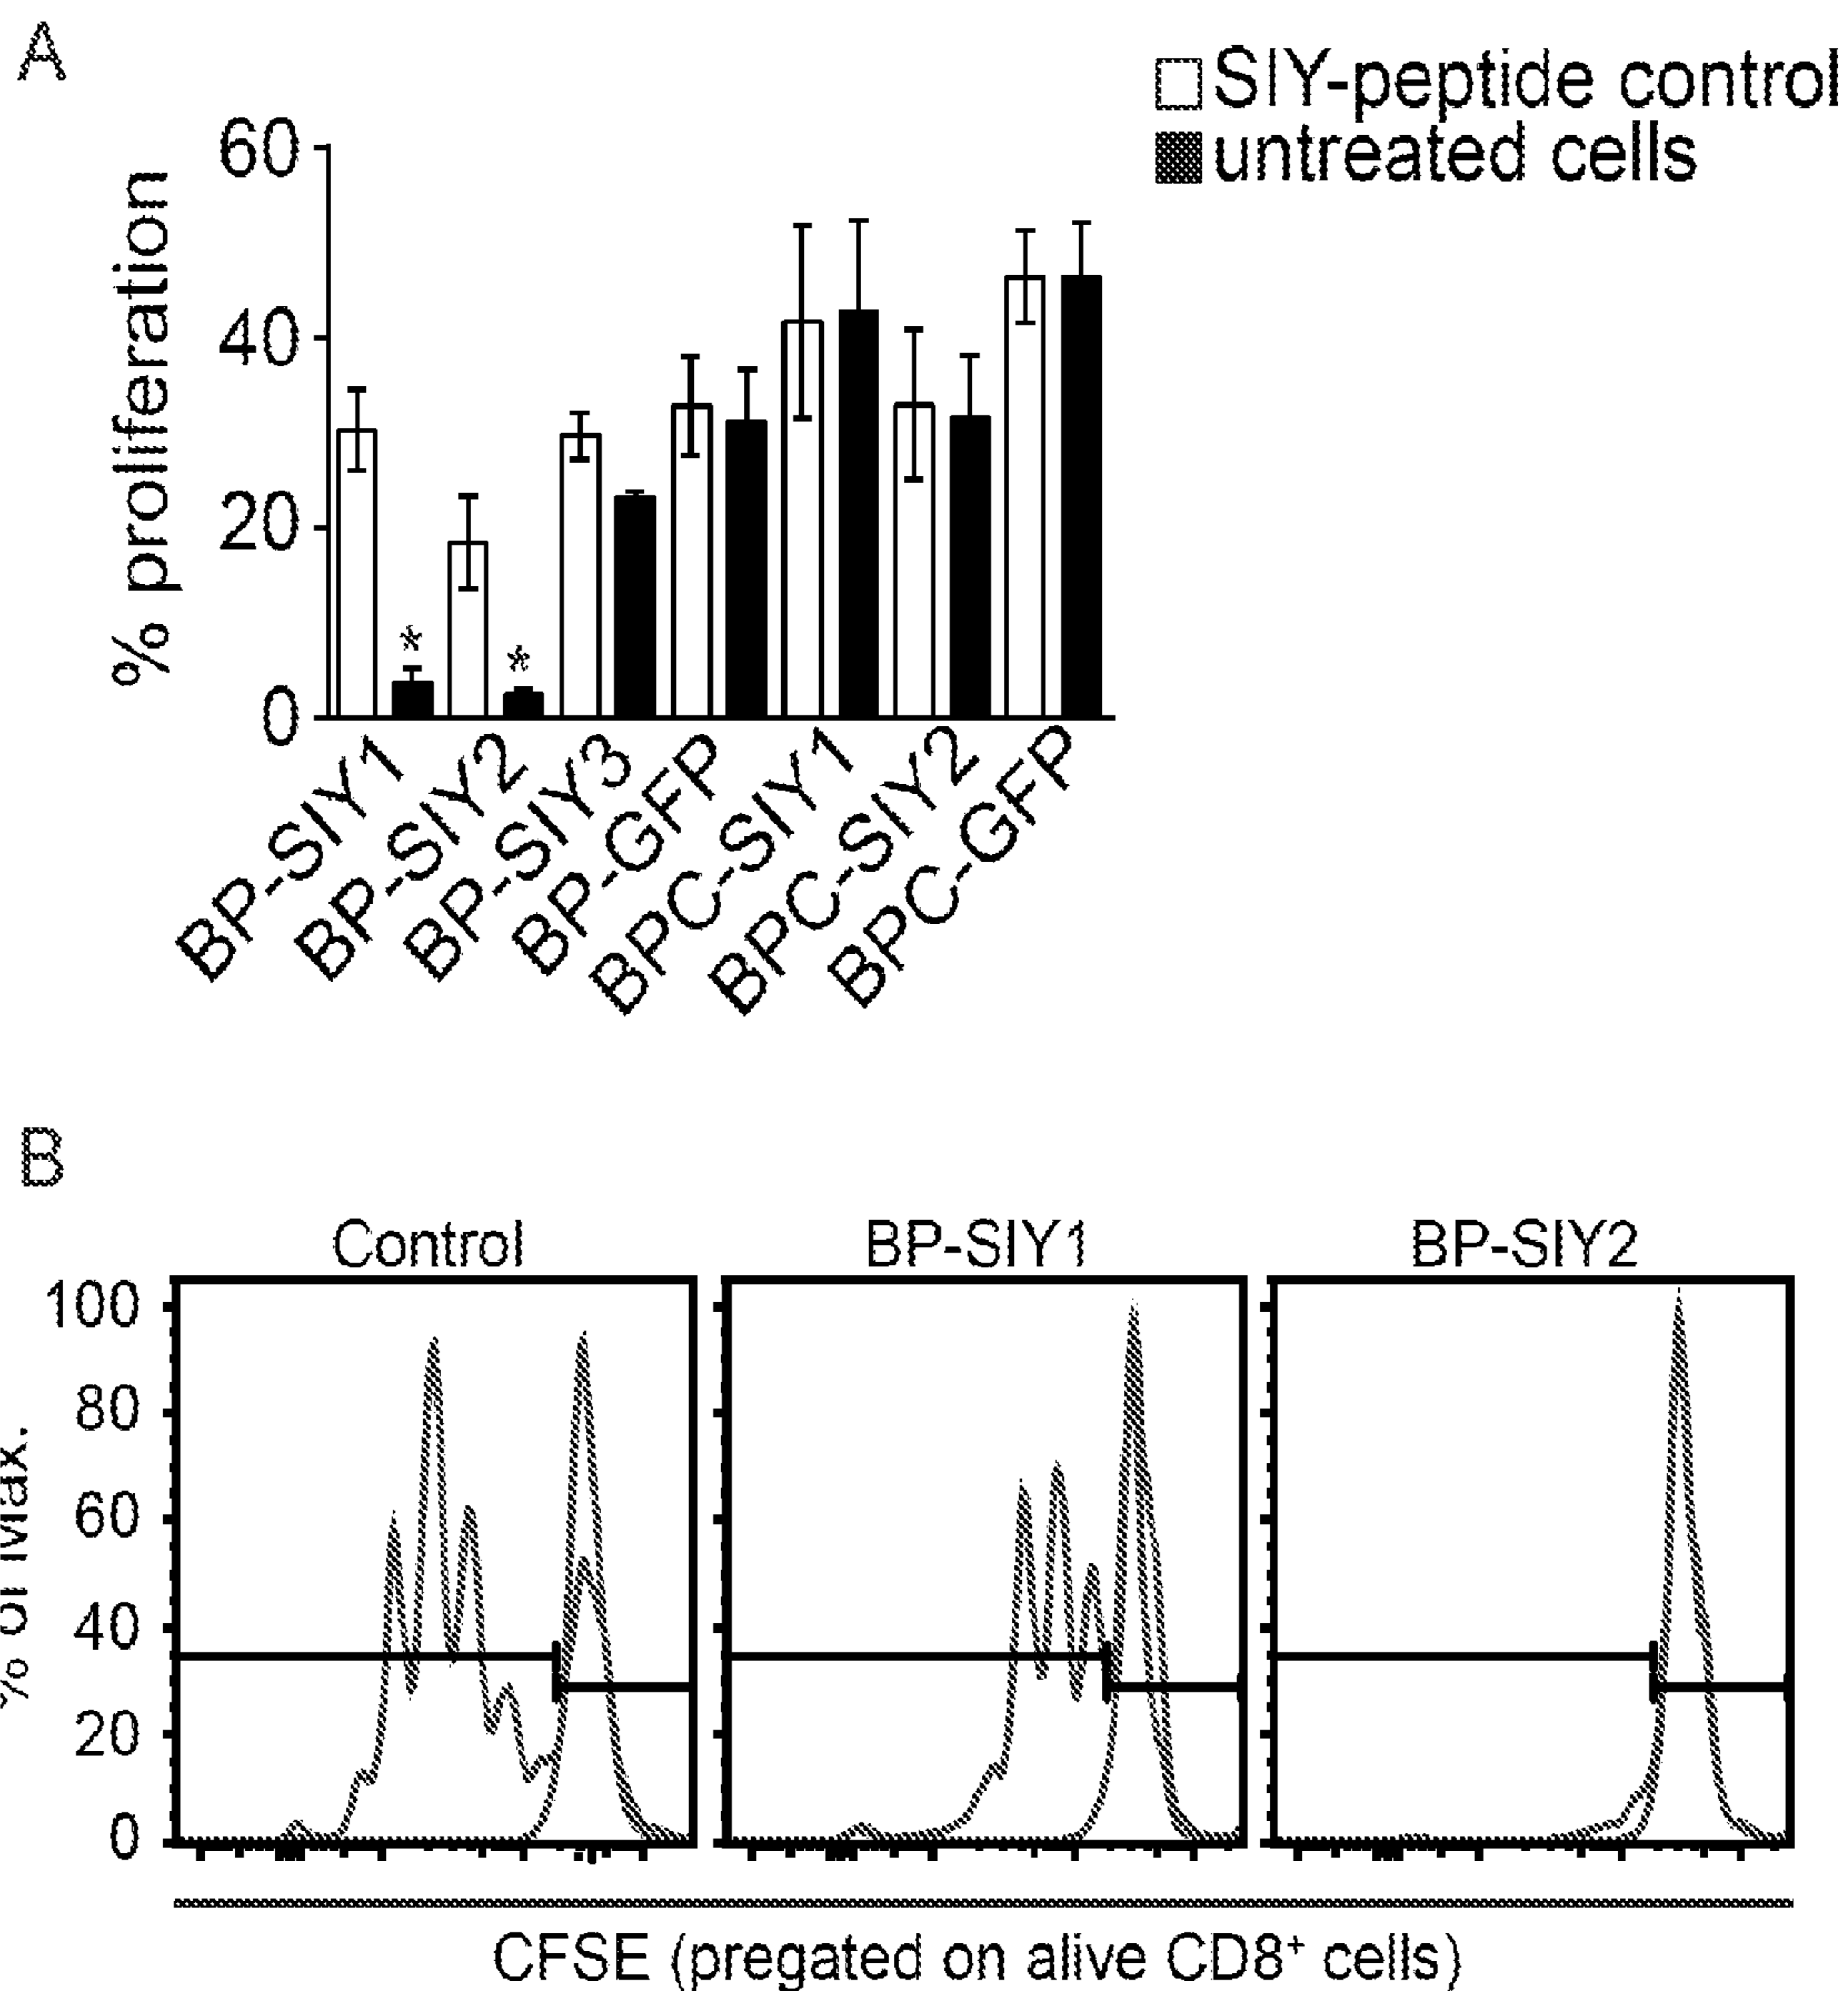 A
SIY-peptide control
untreated cells
% proliferation
60
40
20
0
*
*
BP-SIY1
BP-SIY2
BP-SIY3
BP-GFP
BPC-SIY1
BPC-SIY2
BPC-GFP
B
Control
BP-SIY1
BP-SIY2
% of Max.
100
80
60
40
20
0
CFSE (pregated on alive CD8⁺ cells)